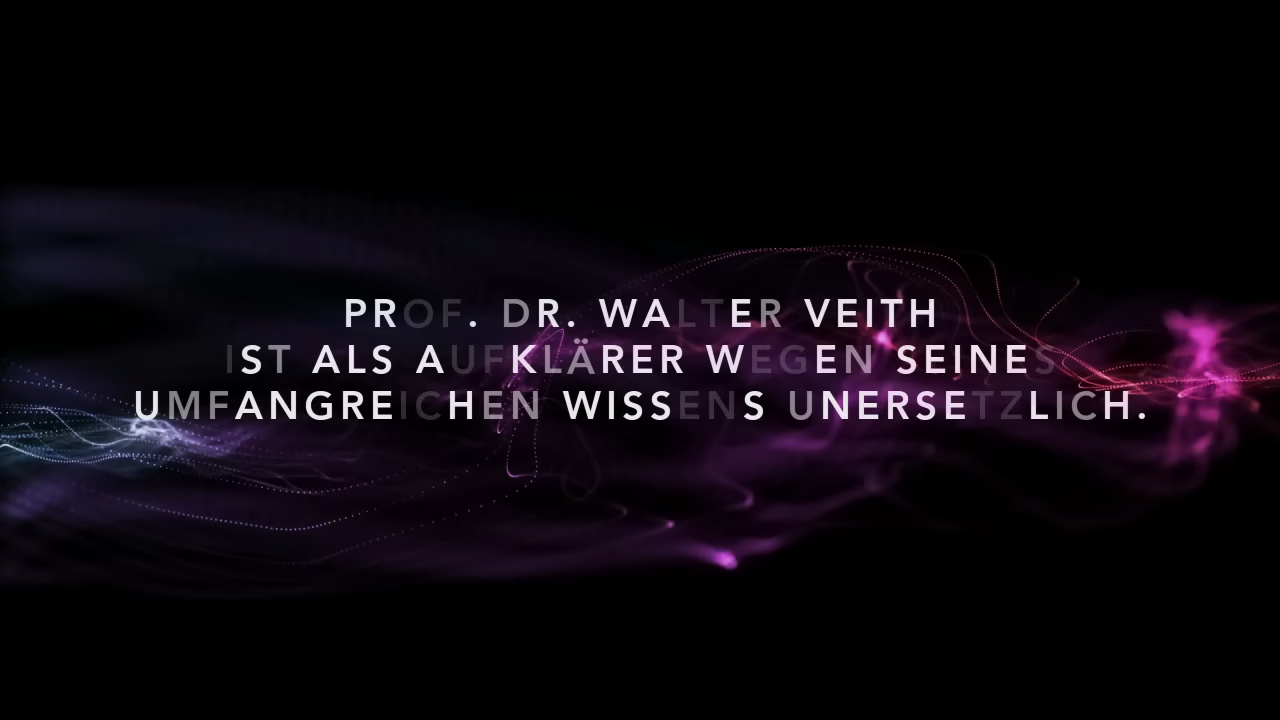 PROF. DR. WALTER VEITH
IST ALS AUFKLÄRER WEGEN SEINES
UMFANGREICHEN WISSENS UNERSETZLICH.